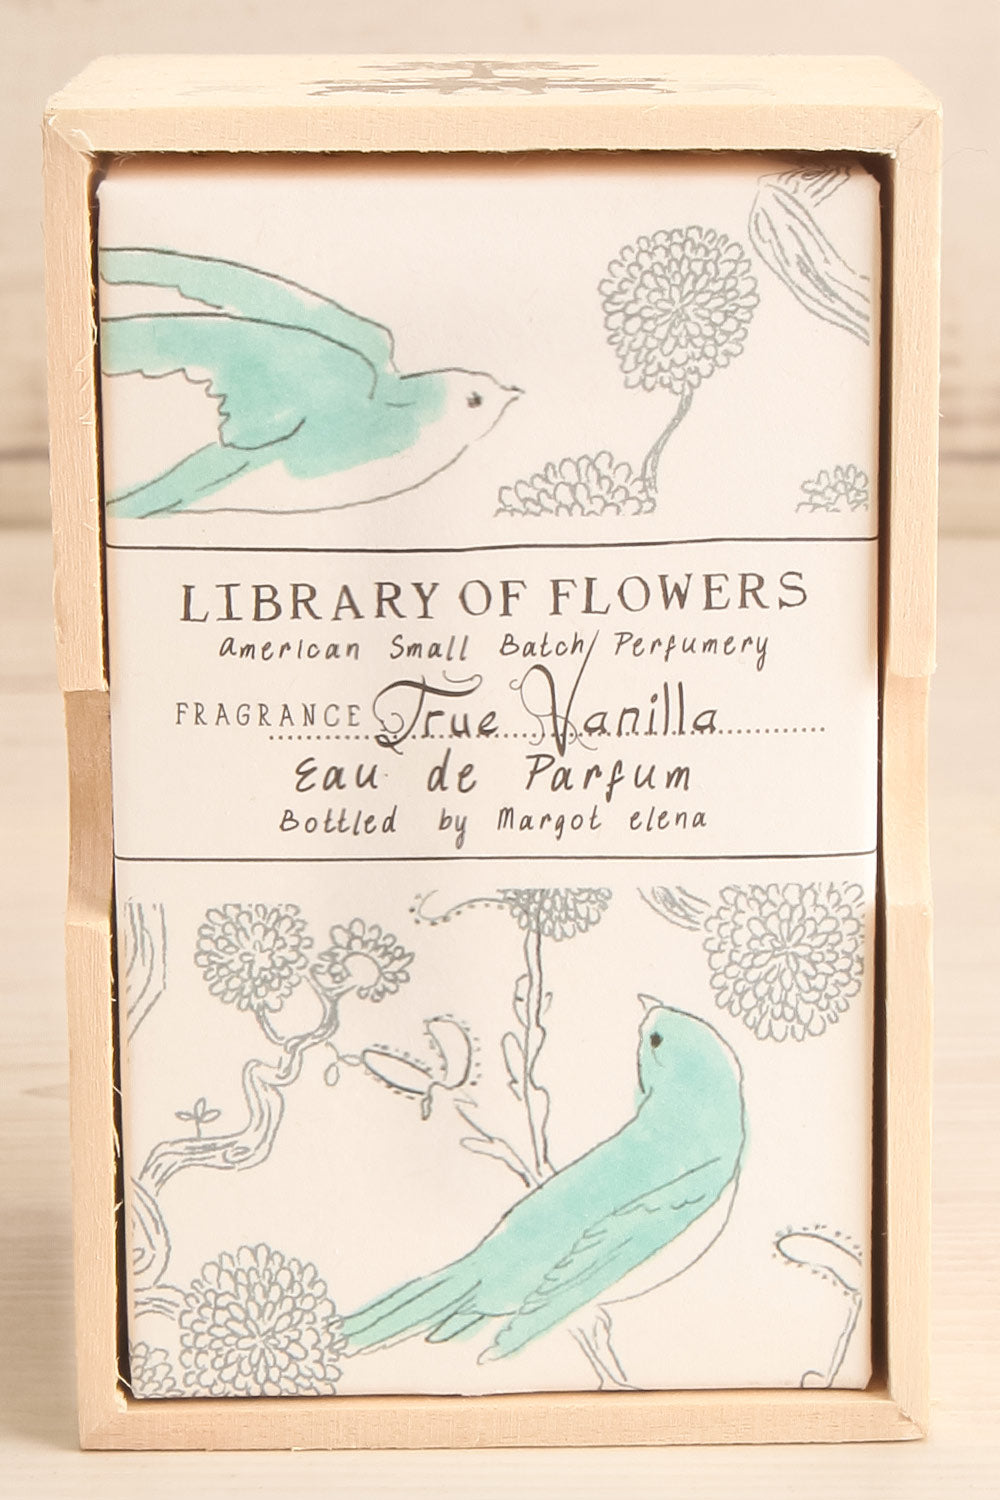 LIBRARY OF FLOWERS
American Small Batch Perfumery
FRAGRANCE True Vanilla
Eau de Parfum
Bottled by Margot elena